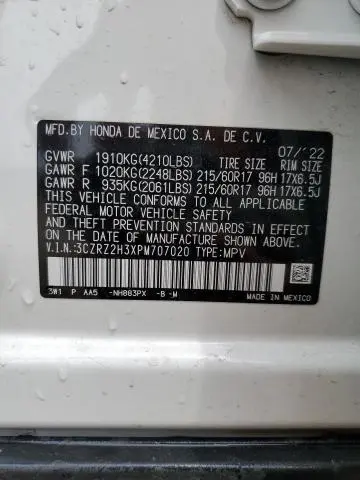 MFD.BY HONDA DE MEXICO S.A. DE C.V.
07/'22
GVWR 1910KG(4210LBS) TIRE SIZE RIM SIZE
GAWR F 1020KG(2248LBS) 215/60R17 96H 17X6.5J
GAWR R 935KG(2061LBS) 215/60R17 96H 17X6.5J
THIS VEHICLE CONFORMS TO ALL APPLICABLE
FEDERAL MOTOR VEHICLE SAFETY BUMPER
AND THEFT PREVENTION STANDARDS IN EFFECT
ON THE DATE OF MANUFACTURE SHOWN ABOVE.
V.I.N.:3CZRZ2H3XPM707020 TYPE:MPV
3W1 P AA5 -NH883PX -B -M MADE IN MEXICO